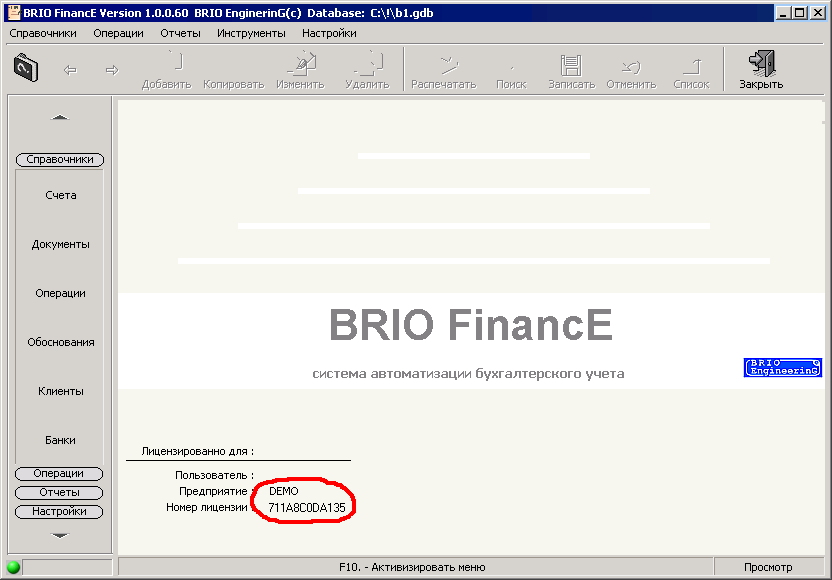 BRIO FinancE Version 1.0.0.60 BRIO EngineerinG(c) Database: C:\!\b1.gdb
Справочники Операции Отчеты Инструменты Настройки
Добавить Копировать Изменить Удалить Распечатать Поиск Записать Отменить Список Закрыть
Справочники
Счета
Документы
Операции
Обоснования
Клиенты
Банки
Операции
Отчеты
Настройки
BRIO FinancE
система автоматизации бухгалтерского учета
BRIO
EngineerinG
Лицензированно для :
Пользователь :
Предприятие : DEMO
Номер лицензии 711A8C0DA135
F10. - Активизировать меню
Просмотр